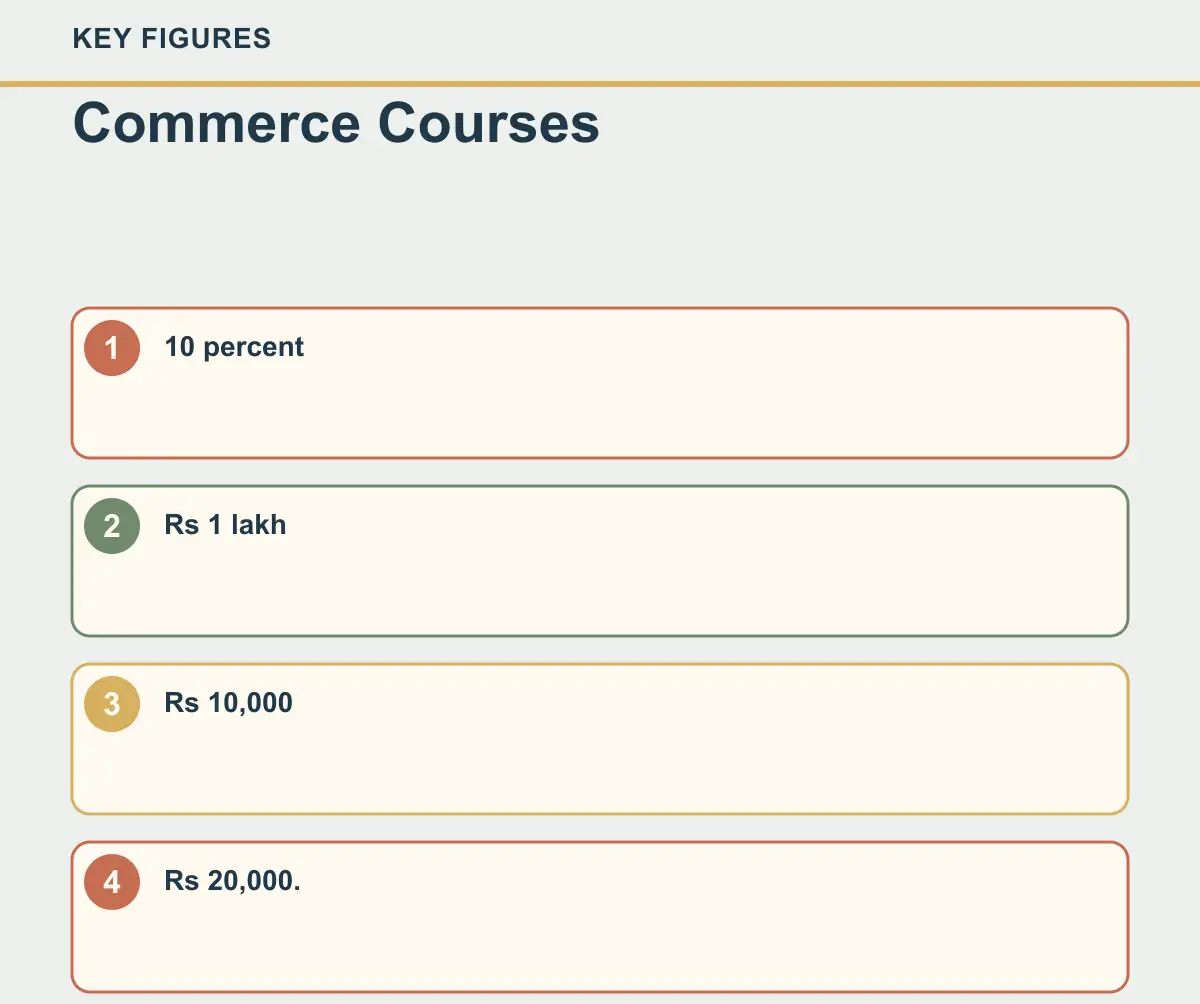 KEY FIGURES
Commerce Courses
1 10 percent
2 Rs 1 lakh
3 Rs 10,000
4 Rs 20,000.